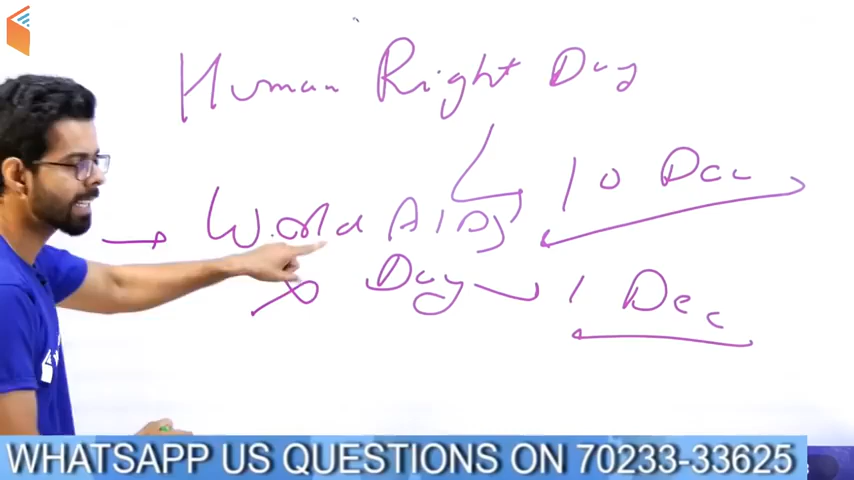 Human Right Day
10 Dec
World AIDS
Day 1 Dec
WHATSAPP US QUESTIONS ON 70233-33625